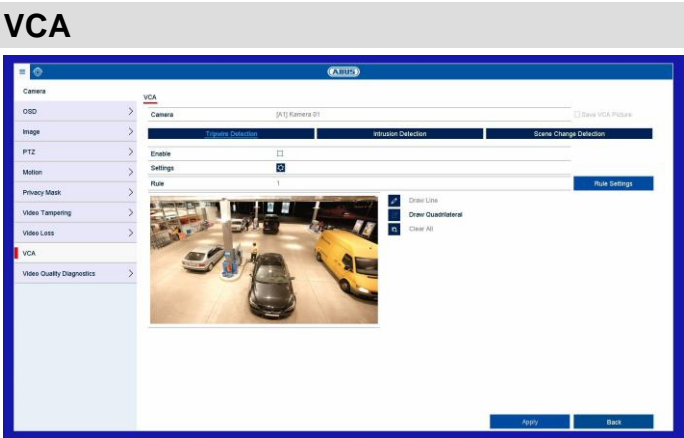 VCA
ABUS
Camera
OSD
Image
PTZ
Motion
Privacy Mask
Video Tampering
Video Loss
VCA
Video Quality Diagnostics
VCA
Camera [A1] Kamera 01 Save VCA Picture
Tripwire Detection Intrusion Detection Scene Change Detection
Enable
Settings
Rule 1 Rule Settings
Draw Line
Draw Quadrilateral
Clear All
Apply Back